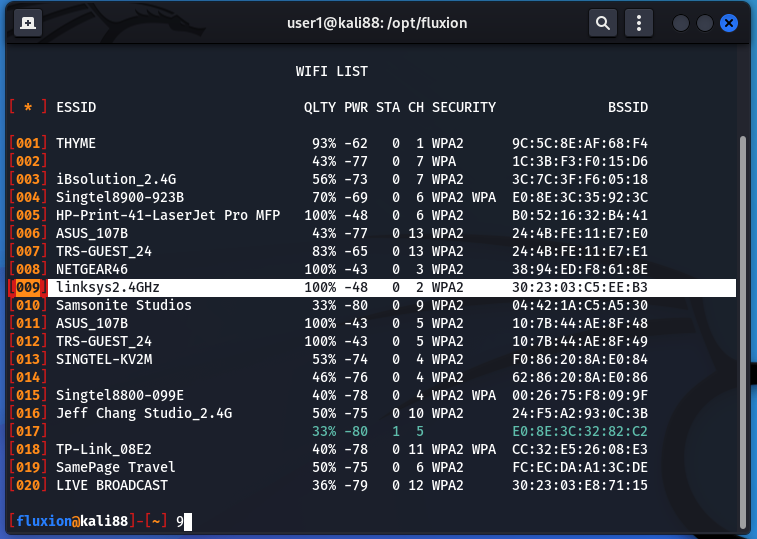 user1@kali88: /opt/fluxion
WIFI LIST
[ * ] ESSID QLTY PWR STA CH SECURITY BSSID
[001] THYME 93% -62 0 1 WPA2 9C:5C:8E:AF:68:F4
[002] 43% -77 0 7 WPA 1C:3B:F3:F0:15:D6
[003] iBsolution_2.4G 56% -73 0 7 WPA2 3C:7C:3F:F6:05:18
[004] Singtel8900-923B 70% -69 0 6 WPA2 WPA E0:8E:3C:35:92:3C
[005] HP-Print-41-LaserJet Pro MFP 100% -48 0 6 WPA2 B0:52:16:32:B4:41
[006] ASUS_107B 43% -77 0 13 WPA2 24:4B:FE:11:E7:E0
[007] TRS-GUEST_24 83% -65 0 13 WPA2 24:4B:FE:11:E7:E1
[008] NETGEAR46 100% -43 0 3 WPA2 38:94:ED:F8:61:8E
[009] linksys2.4GHz 100% -48 0 2 WPA2 30:23:03:C5:EE:B3
[010] Samsonite Studios 33% -80 0 9 WPA2 04:42:1A:C5:A5:30
[011] ASUS_107B 100% -43 0 5 WPA2 10:7B:44:AE:8F:48
[012] TRS-GUEST_24 100% -43 0 5 WPA2 10:7B:44:AE:8F:49
[013] SINGTEL-KV2M 53% -74 0 4 WPA2 F0:86:20:8A:E0:84
[014] 46% -76 0 4 WPA2 62:86:20:8A:E0:86
[015] Singtel8800-099E 40% -78 0 4 WPA2 WPA 00:26:75:F8:09:9F
[016] Jeff Chang Studio_2.4G 50% -75 0 10 WPA2 24:F5:A2:93:0C:3B
[017] 33% -80 1 5 E0:8E:3C:32:82:C2
[018] TP-Link_08E2 40% -78 0 11 WPA2 WPA CC:32:E5:26:08:E3
[019] SamePage Travel 50% -75 0 6 WPA2 FC:EC:DA:A1:3C:DE
[020] LIVE BROADCAST 36% -79 0 12 WPA2 30:23:03:E8:71:15
[fluxion@kali88]-[~] 9